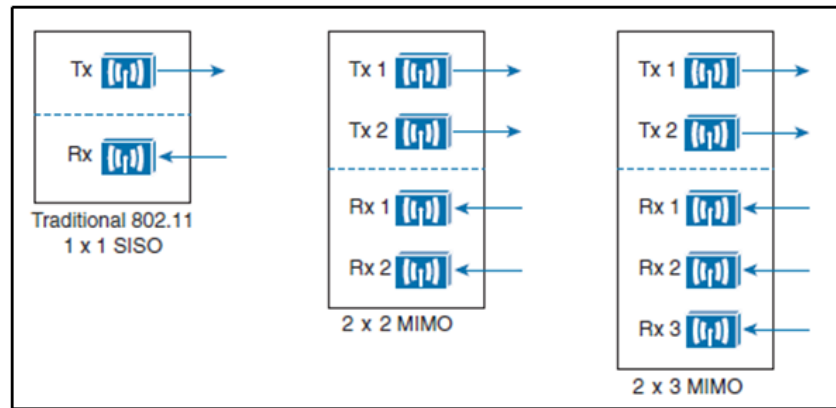 Tx
Rx
Traditional 802.11
1 x 1 SISO
Tx 1
Tx 2
Rx 1
Rx 2
2 x 2 MIMO
Tx 1
Tx 2
Rx 1
Rx 2
Rx 3
2 x 3 MIMO